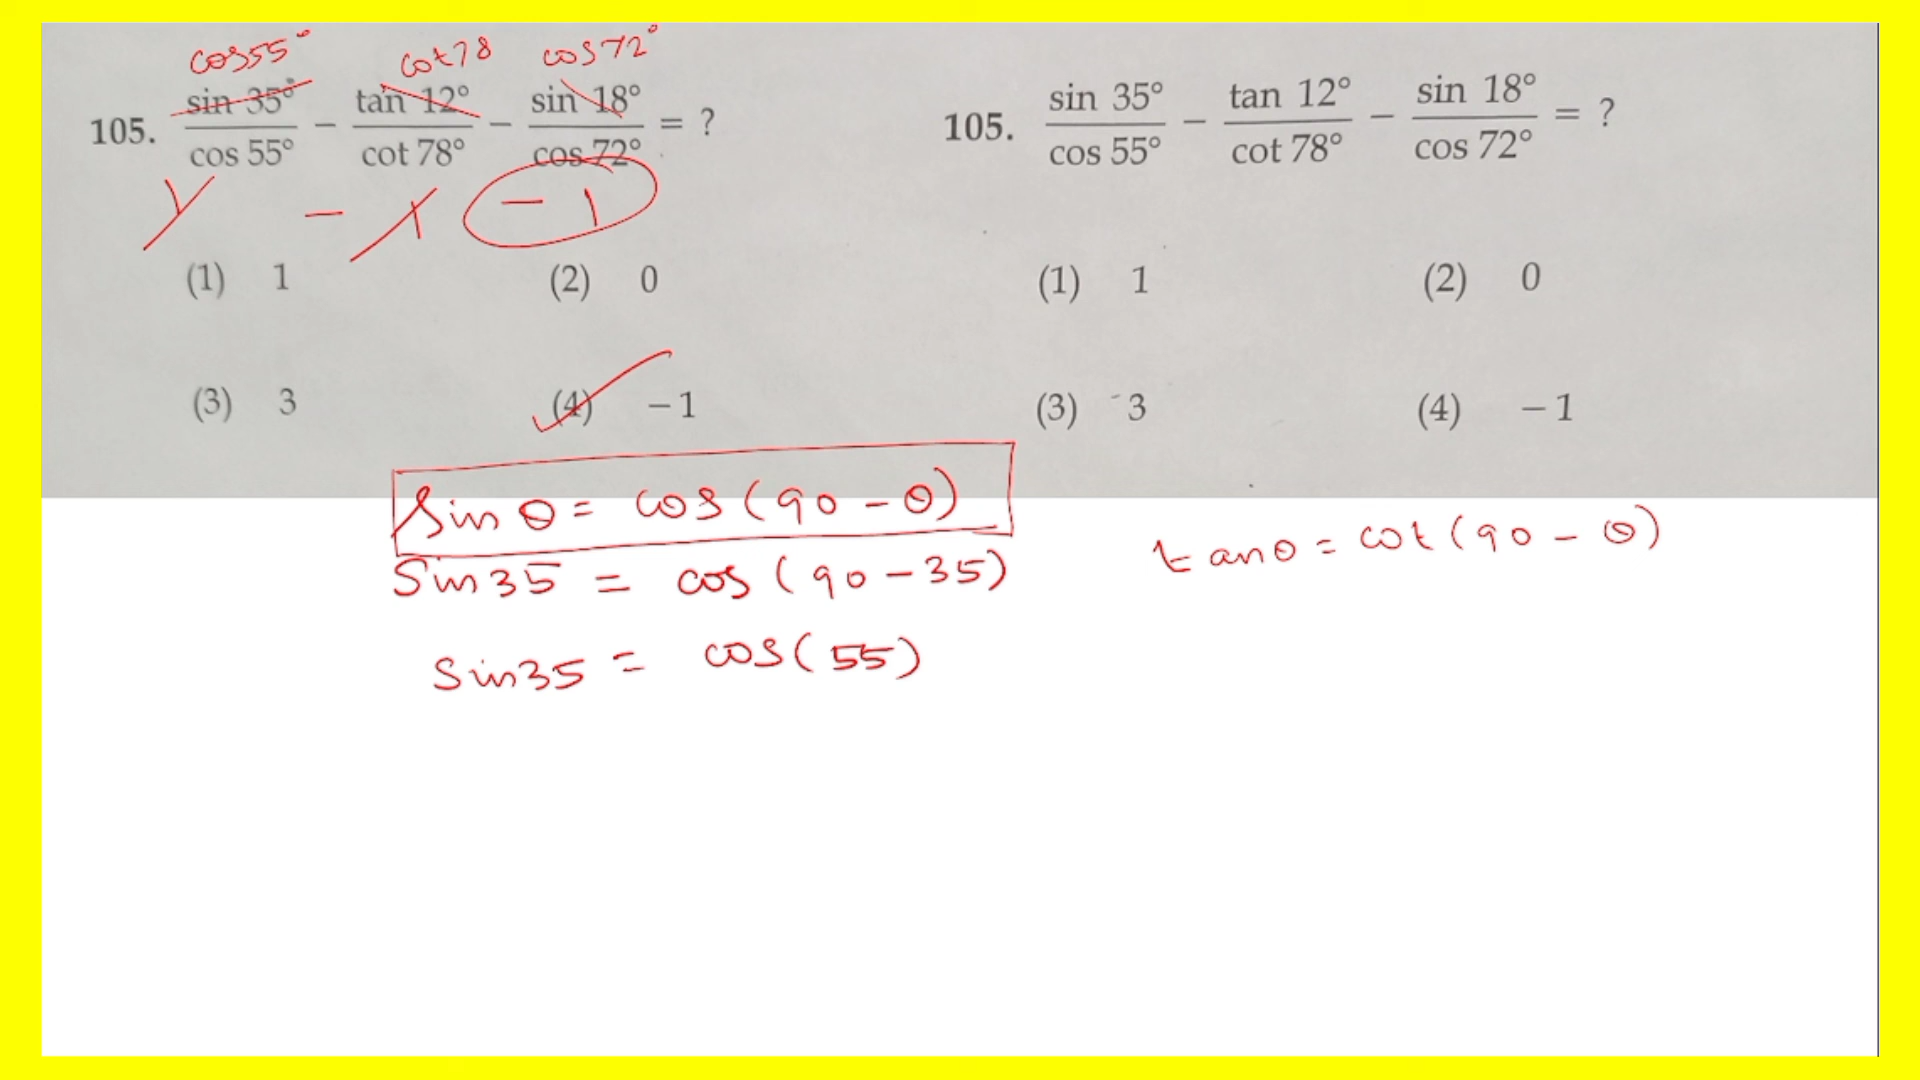 cos55°  cot78  cos72°
105. sin 35°/cos 55° − tan 12°/cot 78° − sin 18°/cos 72° = ?
1 − 1 − 1
(1) 1 (2) 0
(3) 3 (4) −1
105. sin 35°/cos 55° − tan 12°/cot 78° − sin 18°/cos 72° = ?
(1) 1 (2) 0
(3) 3 (4) −1
Sin θ = cos (90 − θ)
Sin 35 = cos (90 − 35)
Sin35 = cos (55)
tan θ = cot (90 − θ)